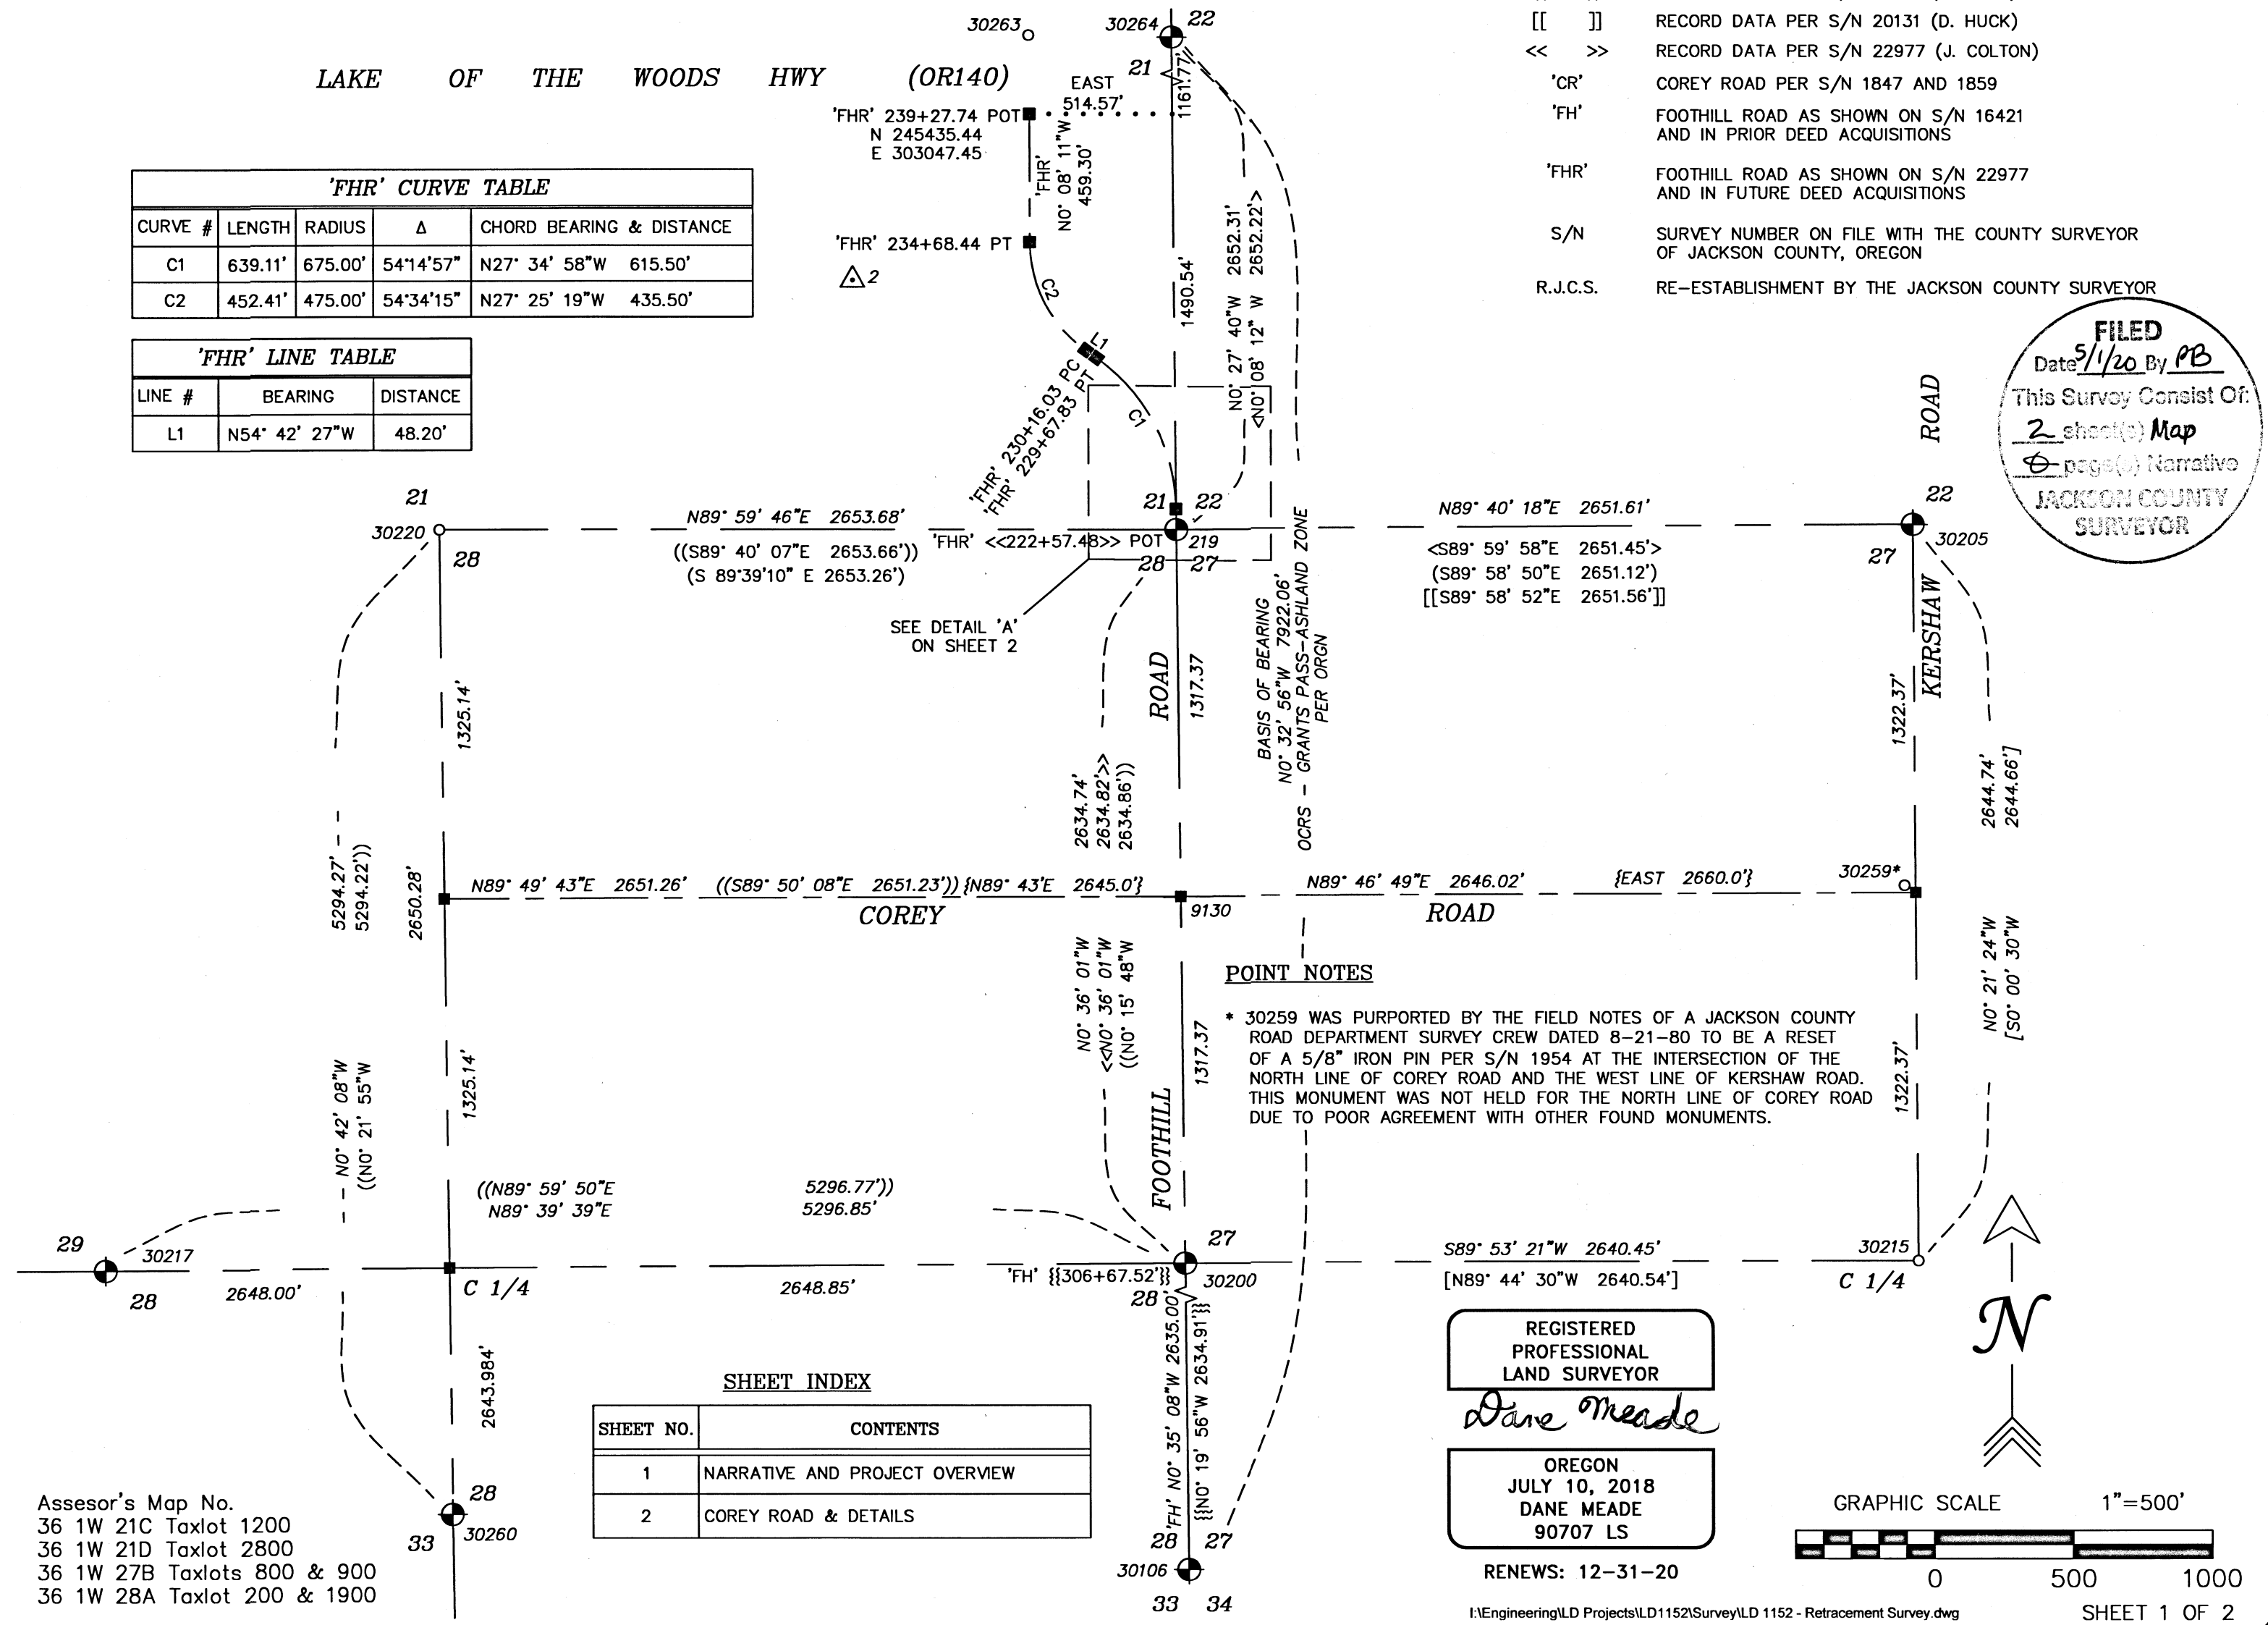 [[ ]] RECORD DATA PER S/N 20131 (D. HUCK)
<< >> RECORD DATA PER S/N 22977 (J. COLTON)
'CR' COREY ROAD PER S/N 1847 AND 1859
'FH' FOOTHILL ROAD AS SHOWN ON S/N 16421
AND IN PRIOR DEED ACQUISITIONS
'FHR' FOOTHILL ROAD AS SHOWN ON S/N 22977
AND IN FUTURE DEED ACQUISITIONS
S/N SURVEY NUMBER ON FILE WITH THE COUNTY SURVEYOR
OF JACKSON COUNTY, OREGON
R.J.C.S. RE-ESTABLISHMENT BY THE JACKSON COUNTY SURVEYOR
FILED
Date 5/1/20 By PB
This Survey Consist Of:
2 sheet(s) Map
0 page(s) Narrative
JACKSON COUNTY
SURVEYOR
LAKE OF THE WOODS HWY (OR140)
30263
30264
22
21
EAST
514.57'
1161.77'
'FHR' 239+27.74 POT
N 245435.44
E 303047.45
'FHR'
N0° 08' 11"W
459.30'
'FHR' 234+68.44 PT
2
C2
L1
C1
'FHR' 230+16.03 PC
'FHR' 229+67.83 PT
1490.54'
N0° 27' 40"W 2652.31'
<N0° 08' 12" W 2652.22'>
'FHR' CURVE TABLE
CURVE # LENGTH RADIUS Δ CHORD BEARING & DISTANCE
C1 639.11' 675.00' 54°14'57" N27° 34' 58"W 615.50'
C2 452.41' 475.00' 54°34'15" N27° 25' 19"W 435.50'
'FHR' LINE TABLE
LINE # BEARING DISTANCE
L1 N54° 42' 27"W 48.20'
21
30220
28
N89° 59' 46"E 2653.68'
((S89° 40' 07"E 2653.66'))
(S 89°39'10" E 2653.26')
'FHR' <<222+57.48>> POT
21 22
219
28 27
SEE DETAIL 'A'
ON SHEET 2
N89° 40' 18"E 2651.61'
<S89° 59' 58"E 2651.45'>
(S89° 58' 50"E 2651.12')
[[S89° 58' 52"E 2651.56']]
22
27
30205
KERSHAW ROAD
BASIS OF BEARING
N0° 32' 56"W 7922.06'
OCRS - GRANTS PASS-ASHLAND ZONE
PER ORGN
5294.27'
5294.22'))
N0° 42' 08"W
((N0° 21' 55"W
1325.14'
2650.28'
1325.14'
FOOTHILL ROAD
1317.37
1317.37
2634.74'
2634.82'>>
2634.86'))
N0° 36' 01"W
<<N0° 36' 01"W
((N0° 15' 48"W
1322.37'
1322.37'
2644.74'
2644.66']
N0° 21' 24"W
[S0° 00' 30"W
N89° 49' 43"E 2651.26' ((S89° 50' 08"E 2651.23')) {N89° 43'E 2645.0'}
COREY ROAD
9130
N89° 46' 49"E 2646.02' {EAST 2660.0'}
30259*
POINT NOTES
* 30259 WAS PURPORTED BY THE FIELD NOTES OF A JACKSON COUNTY
ROAD DEPARTMENT SURVEY CREW DATED 8-21-80 TO BE A RESET
OF A 5/8" IRON PIN PER S/N 1954 AT THE INTERSECTION OF THE
NORTH LINE OF COREY ROAD AND THE WEST LINE OF KERSHAW ROAD.
THIS MONUMENT WAS NOT HELD FOR THE NORTH LINE OF COREY ROAD
DUE TO POOR AGREEMENT WITH OTHER FOUND MONUMENTS.
((N89° 59' 50"E 5296.77'))
N89° 39' 39"E 5296.85'
29
30217
28
2648.00'
C 1/4
2648.85'
'FH' {{306+67.52'}}
27
30200
28
S89° 53' 21"W 2640.45'
[N89° 44' 30"W 2640.54']
30215
C 1/4
2643.984'
28
33
30260
'FH' N0° 35' 08"W 2635.00'
{{{N0° 19' 56"W 2634.91'}}}
28 27
30106
33 34
SHEET INDEX
SHEET NO. CONTENTS
1 NARRATIVE AND PROJECT OVERVIEW
2 COREY ROAD & DETAILS
Assesor's Map No.
36 1W 21C Taxlot 1200
36 1W 21D Taxlot 2800
36 1W 27B Taxlots 800 & 900
36 1W 28A Taxlot 200 & 1900
REGISTERED
PROFESSIONAL
LAND SURVEYOR
Dane Meade
OREGON
JULY 10, 2018
DANE MEADE
90707 LS
RENEWS: 12-31-20
N
GRAPHIC SCALE 1"=500'
0 500 1000
I:\Engineering\LD Projects\LD1152\Survey\LD 1152 - Retracement Survey.dwg
SHEET 1 OF 2